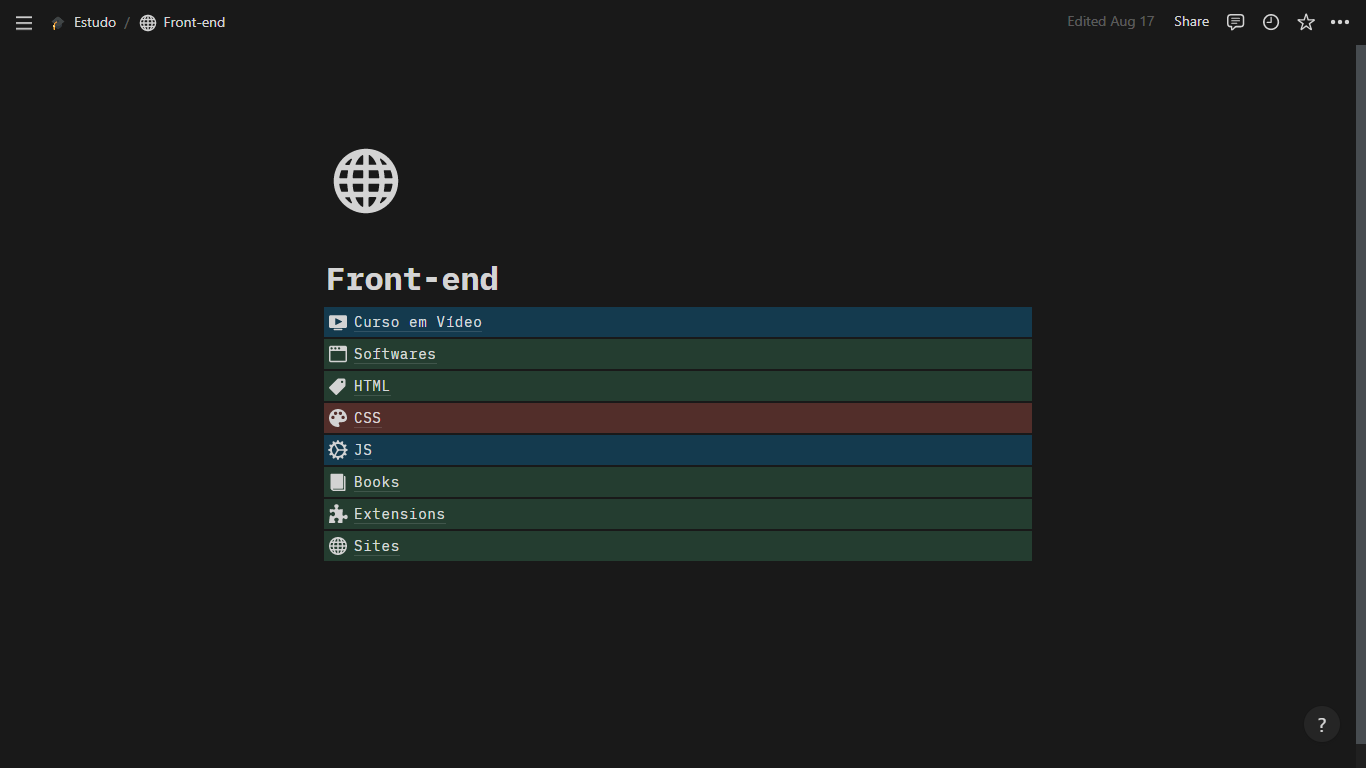 Estudo / Front-end
Edited Aug 17 Share
Front-end
Curso em Vídeo
Softwares
HTML
CSS
JS
Books
Extensions
Sites
?